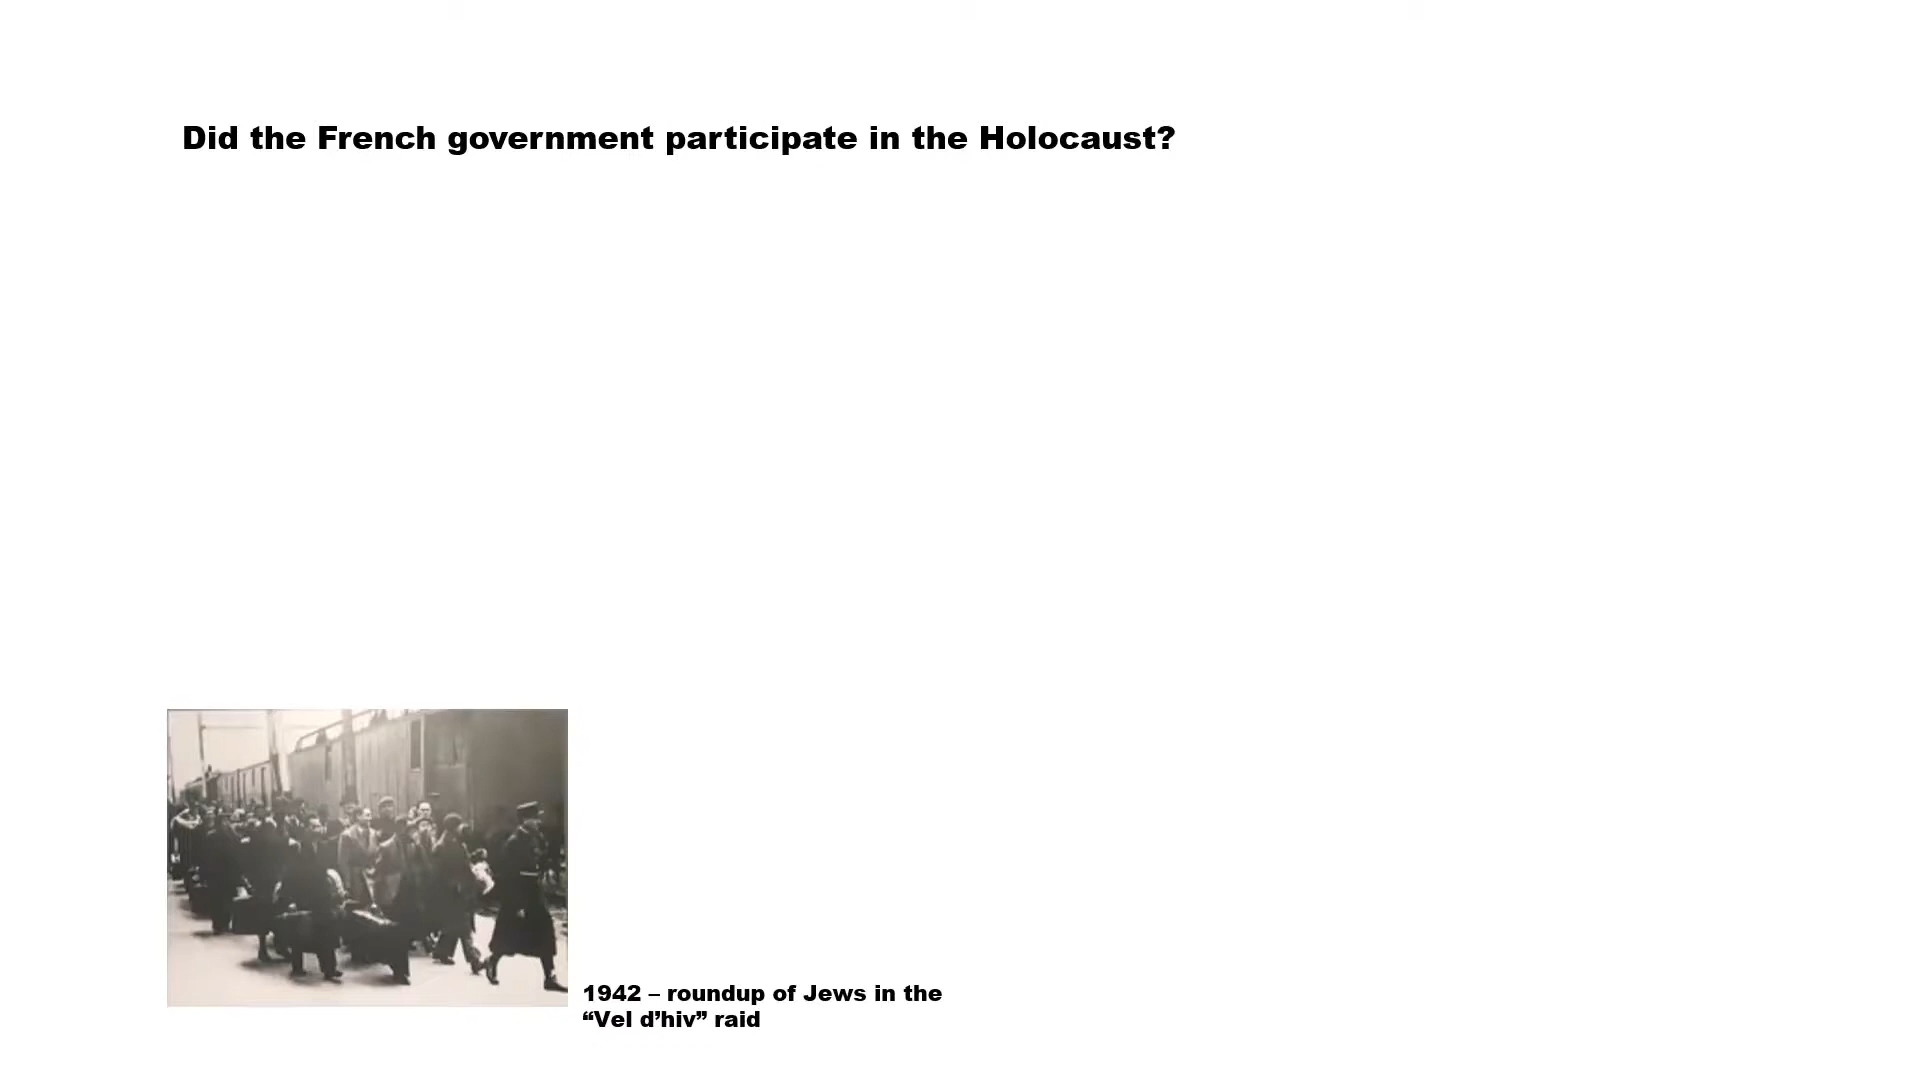 Did the French government participate in the Holocaust?
1942 – roundup of Jews in the
“Vel d’hiv” raid